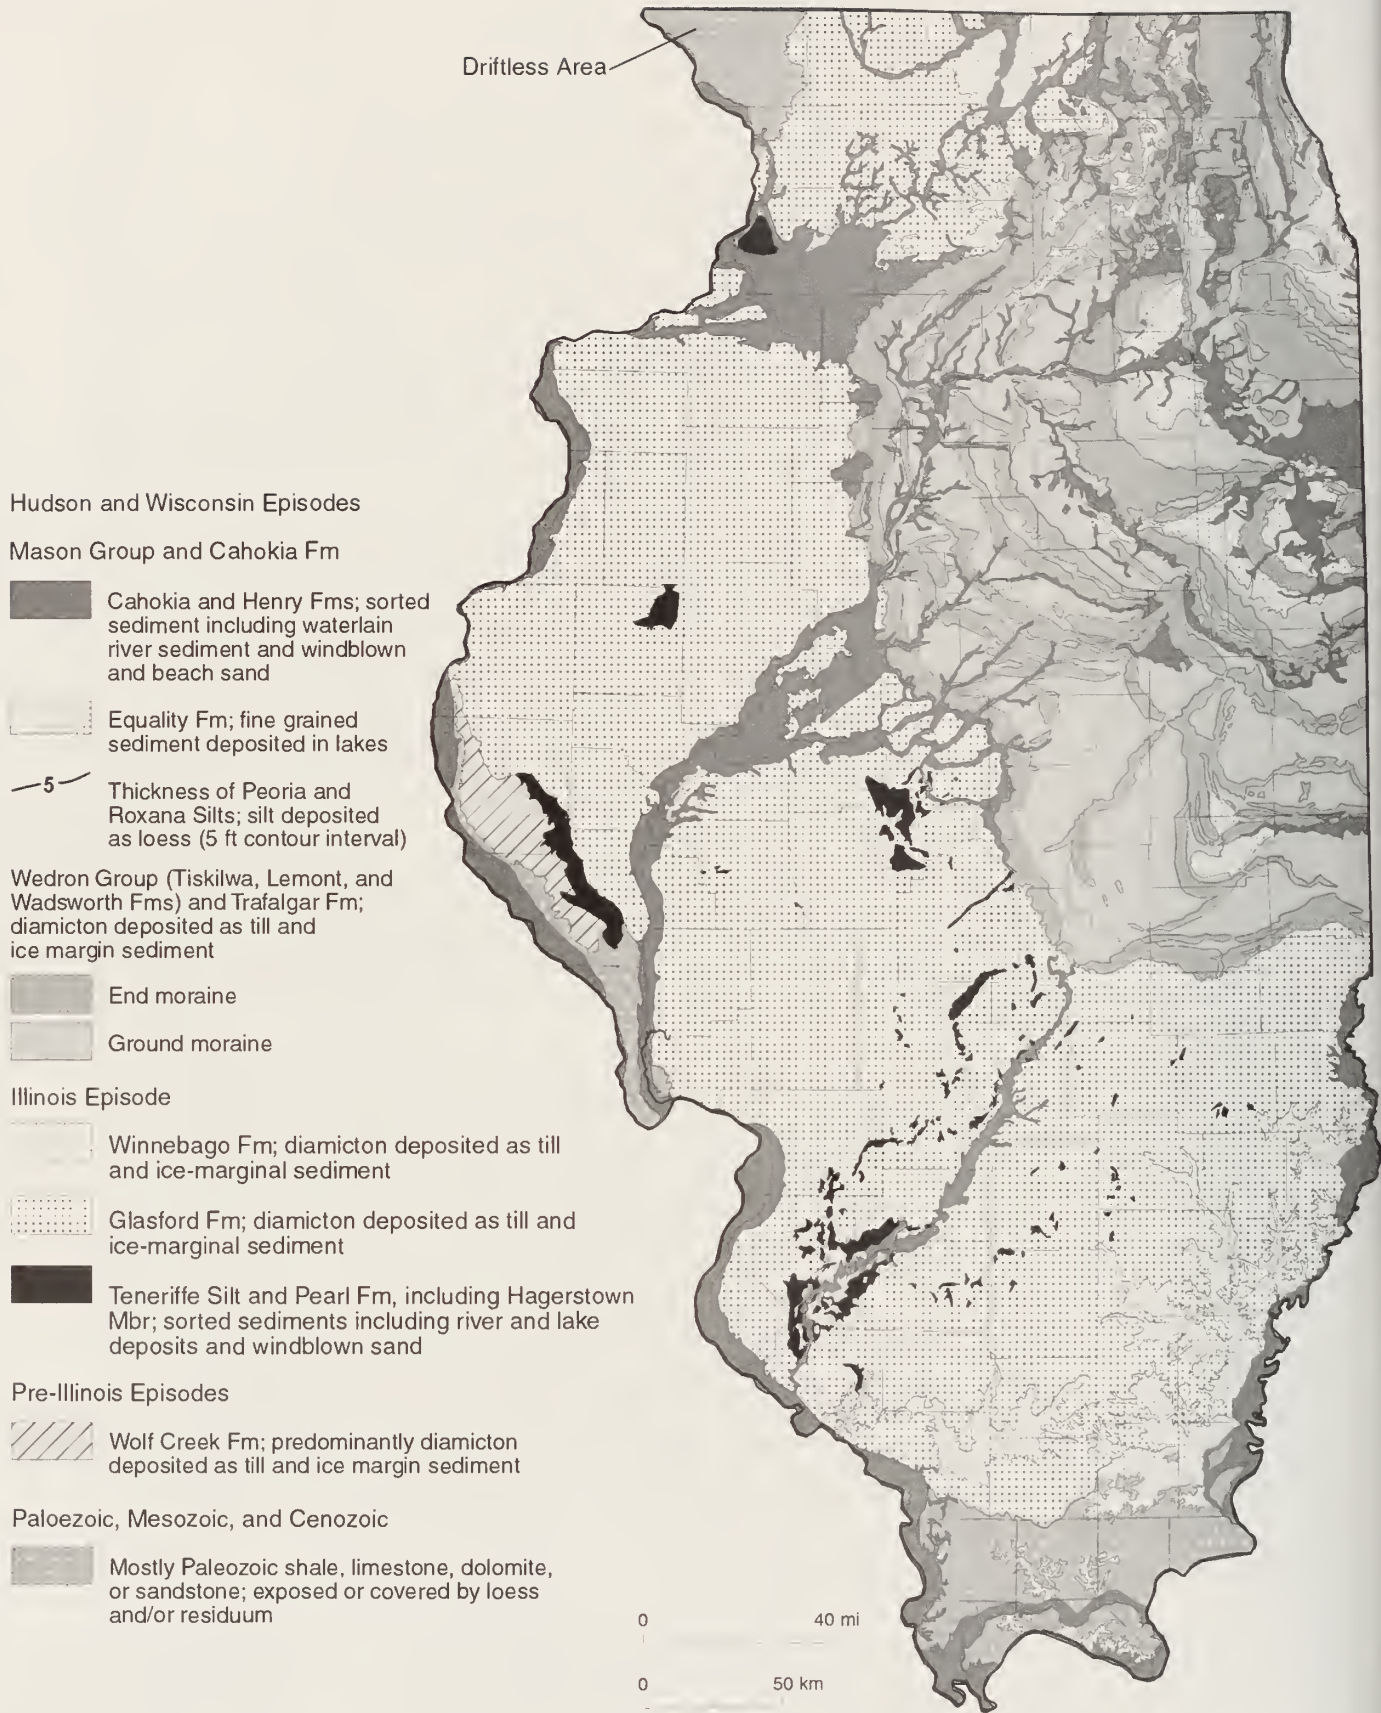 Driftless Area
Hudson and Wisconsin Episodes
Mason Group and Cahokia Fm
Cahokia and Henry Fms; sorted
sediment including waterlain
river sediment and windblown
and beach sand
Equality Fm; fine grained
sediment deposited in lakes
5
Thickness of Peoria and
Roxana Silts; silt deposited
as loess (5 ft contour interval)
Wedron Group (Tiskilwa, Lemont, and
Wadsworth Fms) and Trafalgar Fm;
diamicton deposited as till and
ice margin sediment
End moraine
Ground moraine
Illinois Episode
Winnebago Fm; diamicton deposited as till
and ice-marginal sediment
Glasford Fm; diamicton deposited as till and
ice-marginal sediment
Teneriffe Silt and Pearl Fm, including Hagerstown
Mbr; sorted sediments including river and lake
deposits and windblown sand
Pre-Illinois Episodes
Wolf Creek Fm; predominantly diamicton
deposited as till and ice margin sediment
Paloezoic, Mesozoic, and Cenozoic
Mostly Paleozoic shale, limestone, dolomite,
or sandstone; exposed or covered by loess
and/or residuum
0 40 mi
0 50 km